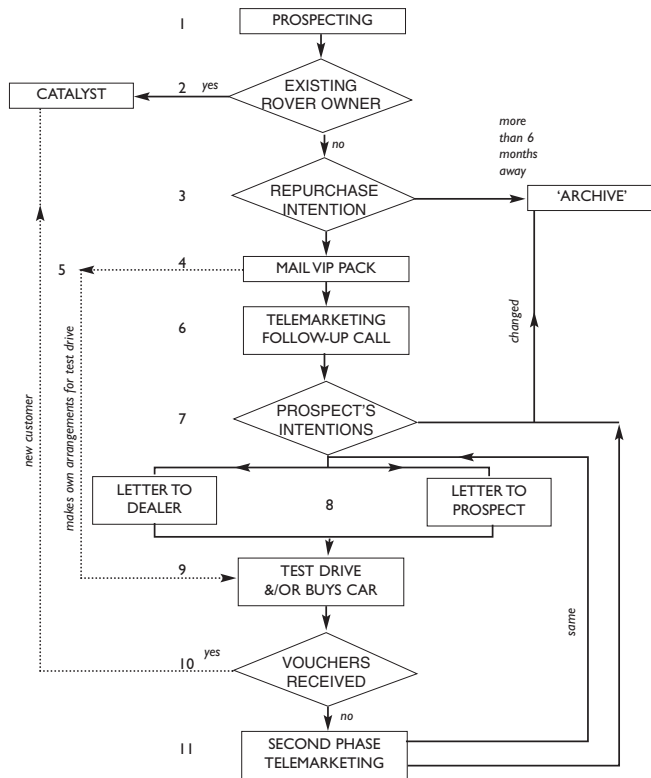 1
PROSPECTING
2
yes
CATALYST
EXISTING
ROVER OWNER
no
more
than 6
months
away
3
REPURCHASE
INTENTION
'ARCHIVE'
5
4
MAIL VIP PACK
6
TELEMARKETING
FOLLOW-UP CALL
changed
makes own arrangements for test drive
new customer
7
PROSPECT'S
INTENTIONS
LETTER TO
DEALER
8
LETTER TO
PROSPECT
9
TEST DRIVE
&/OR BUYS CAR
same
10
yes
VOUCHERS
RECEIVED
no
11
SECOND PHASE
TELEMARKETING